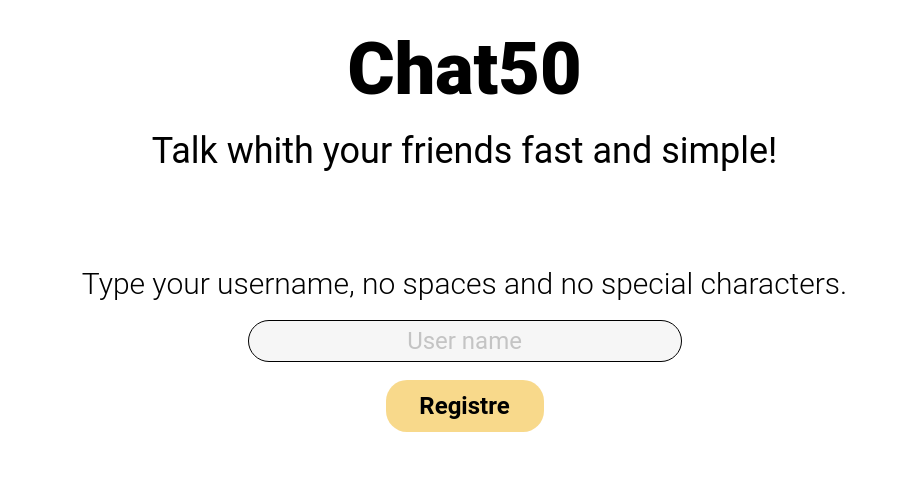 Chat50
Talk whith your friends fast and simple!
Type your username, no spaces and no special characters.
User name
Registre